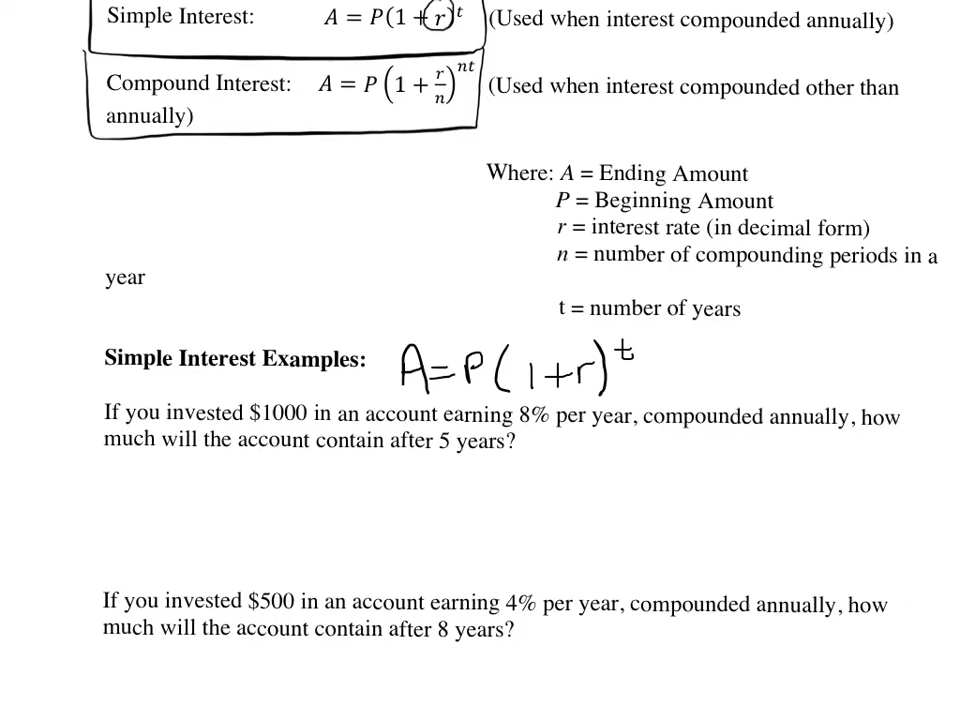 Simple Interest: A = P(1 + r)^t (Used when interest compounded annually)
Compound Interest: A = P(1 + r/n)^nt (Used when interest compounded other than
annually)
Where: A = Ending Amount
P = Beginning Amount
r = interest rate (in decimal form)
n = number of compounding periods in a
year
t = number of years
Simple Interest Examples: A=P(1+r)^t
If you invested $1000 in an account earning 8% per year, compounded annually, how
much will the account contain after 5 years?
If you invested $500 in an account earning 4% per year, compounded annually, how
much will the account contain after 8 years?